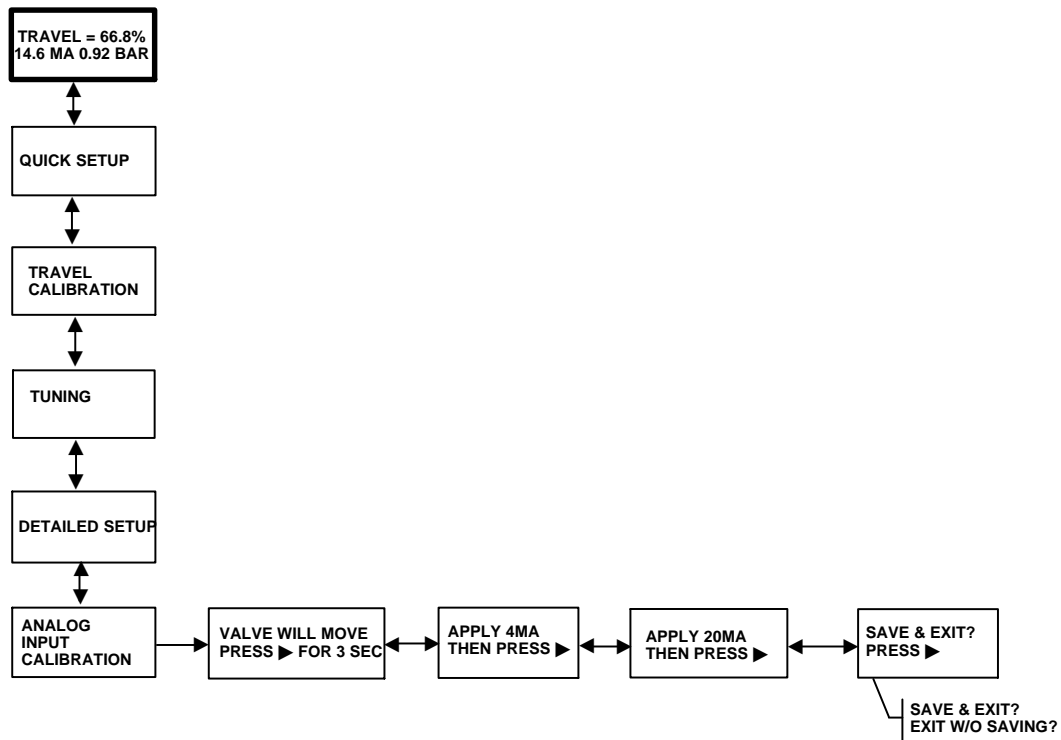 TRAVEL = 66.8%
14.6 MA 0.92 BAR
QUICK SETUP
TRAVEL
CALIBRATION
TUNING
DETAILED SETUP
ANALOG
INPUT
CALIBRATION
VALVE WILL MOVE
PRESS ▶ FOR 3 SEC
APPLY 4MA
THEN PRESS ▶
APPLY 20MA
THEN PRESS ▶
SAVE & EXIT?
PRESS ▶
SAVE & EXIT?
EXIT W/O SAVING?